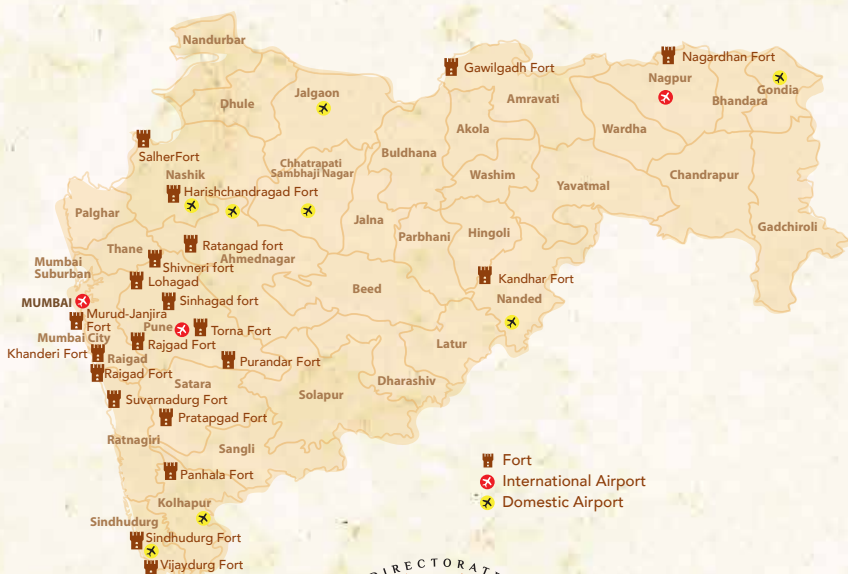 Nandurbar
Gawilgadh Fort
Nagardhan Fort
Nagpur
Gondia
Bhandara
Dhule
Jalgaon
Amravati
Akola
Wardha
SalherFort
Buldhana
Chhatrapati
Sambhaji Nagar
Nashik
Washim
Yavatmal
Chandrapur
Harishchandragad Fort
Palghar
Jalna
Parbhani
Hingoli
Gadchiroli
Thane
Ratangad fort
Ahmednagar
Mumbai
Suburban
Shivneri fort
Lohagad
Kandhar Fort
Beed
Nanded
MUMBAI
Sinhagad fort
Murud-Janjira
Fort
Pune
Torna Fort
Mumbai City
Rajgad Fort
Latur
Khanderi Fort
Raigad
Purandar Fort
Raigad Fort
Satara
Dharashiv
Solapur
Suvarnadurg Fort
Pratapgad Fort
Ratnagiri
Sangli
Fort
Panhala Fort
International Airport
Kolhapur
Domestic Airport
Sindhudurg
Sindhudurg Fort
Vijaydurg Fort
DIRECTORAT